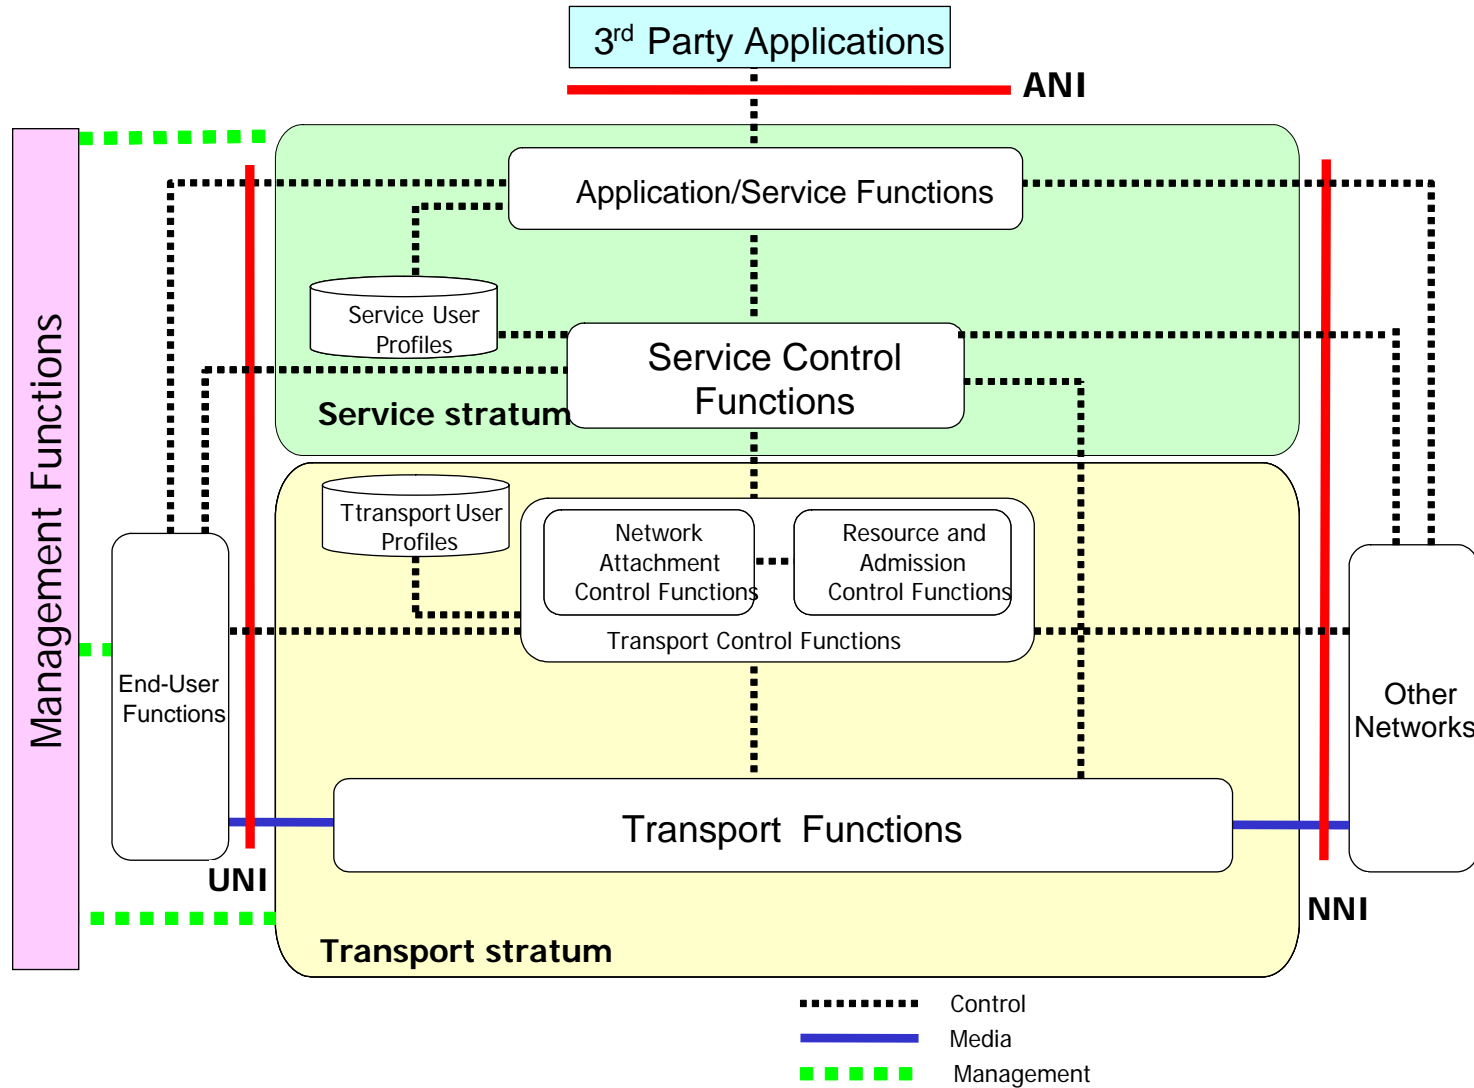 3rd Party Applications
ANI
Application/Service Functions
Service User
Profiles
Service Control
Functions
Service stratum
Management Functions
Ttransport User
Profiles
Network
Attachment
Control Functions
Resource and
Admission
Control Functions
Transport Control Functions
End-User
Functions
Other
Networks
Transport Functions
UNI
NNI
Transport stratum
Control
Media
Management